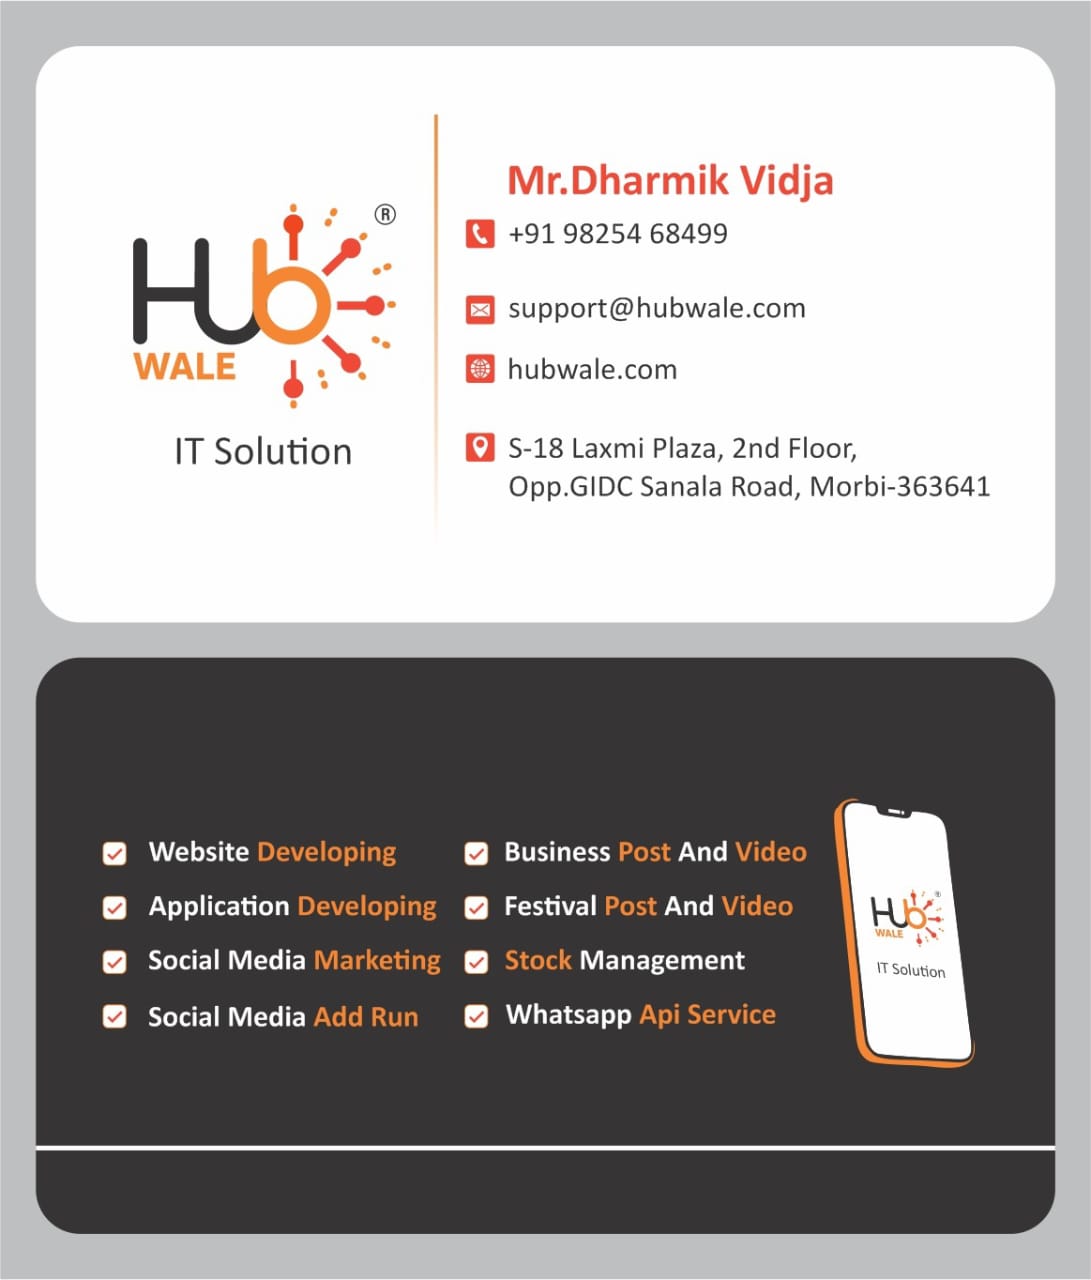 Hub
®
WALE
IT Solution
Mr.Dharmik Vidja
+91 98254 68499
support@hubwale.com
hubwale.com
S-18 Laxmi Plaza, 2nd Floor,
Opp.GIDC Sanala Road, Morbi-363641
Website Developing
Application Developing
Social Media Marketing
Social Media Add Run
Business Post And Video
Festival Post And Video
Stock Management
Whatsapp Api Service
Hub
®
WALE
IT Solution